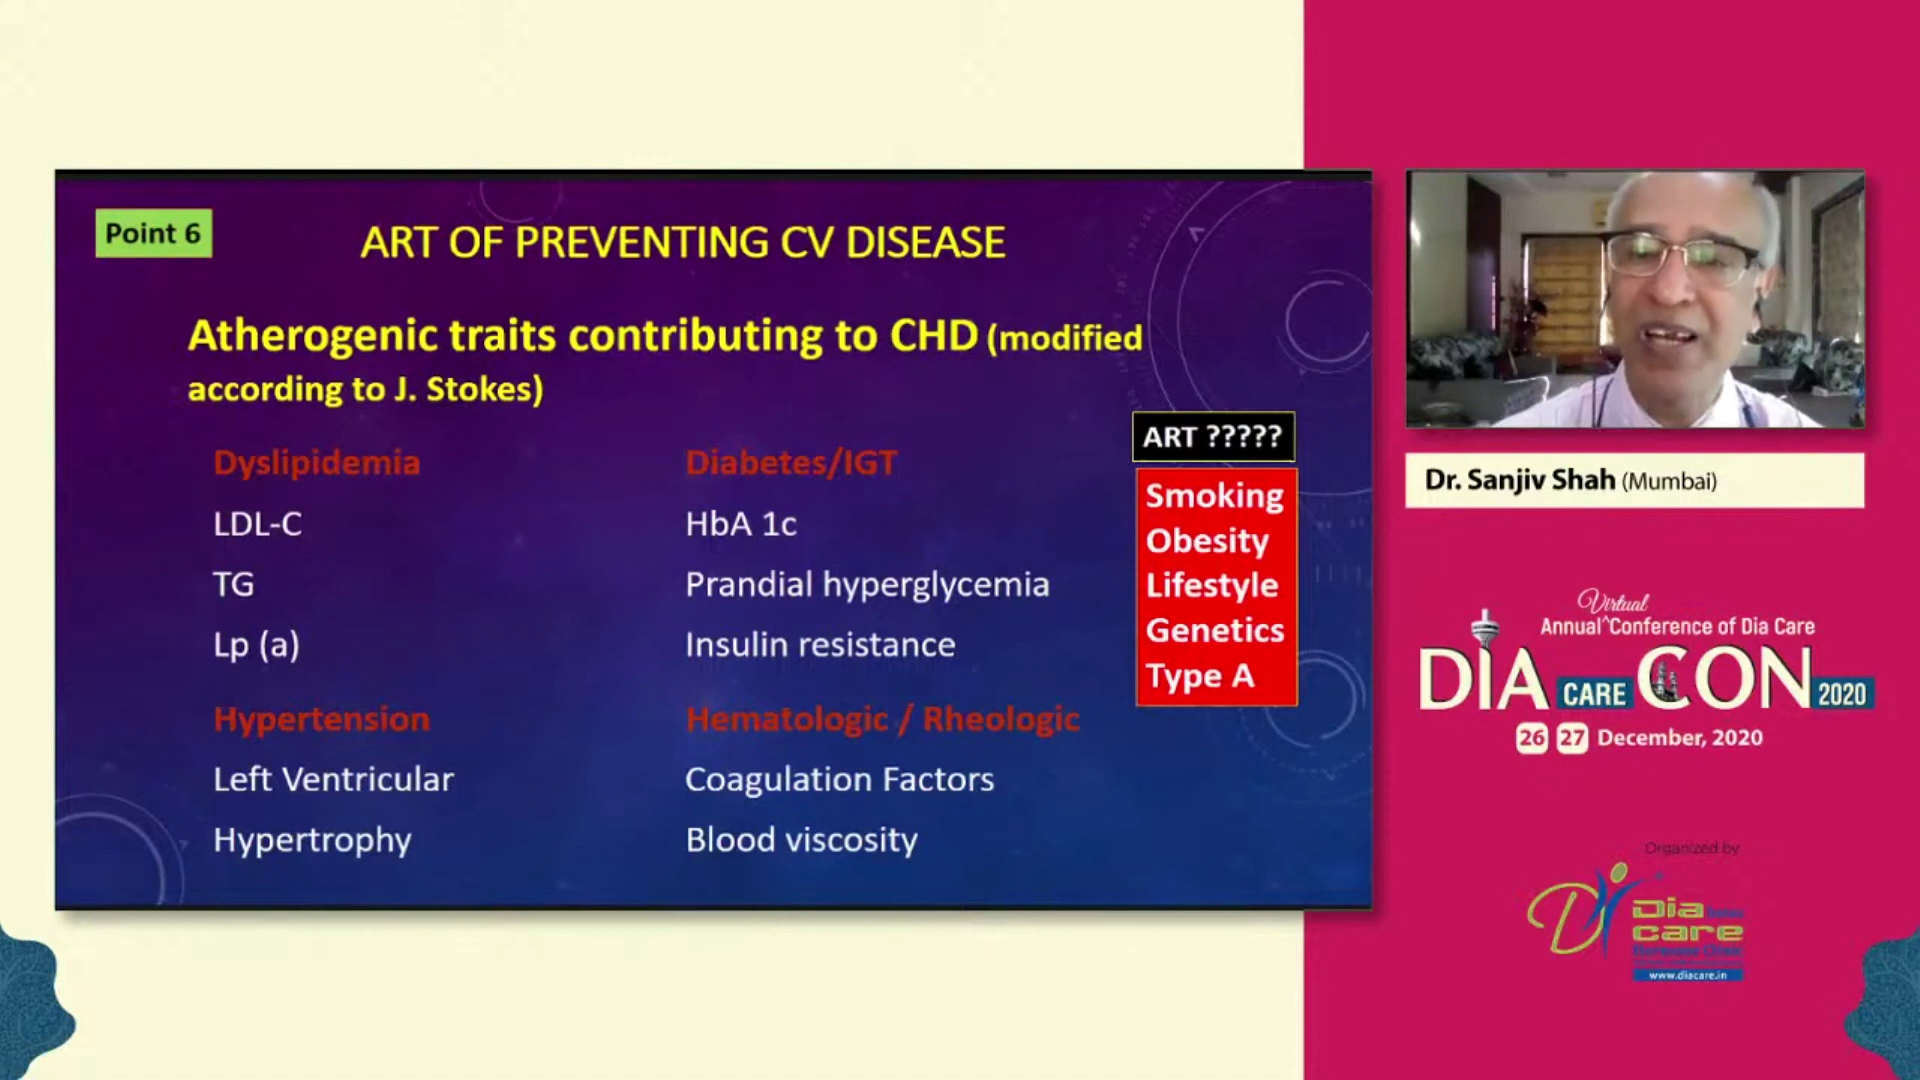 Point 6
ART OF PREVENTING CV DISEASE
Atherogenic traits contributing to CHD (modified
according to J. Stokes)
ART ?????
Dyslipidemia
LDL-C
TG
Lp (a)
Hypertension
Left Ventricular
Hypertrophy
Diabetes/IGT
HbA 1c
Prandial hyperglycemia
Insulin resistance
Hematologic / Rheologic
Coagulation Factors
Blood viscosity
Smoking
Obesity
Lifestyle
Genetics
Type A
Dr. Sanjiv Shah (Mumbai)
Virtual
Annual^Conference of Dia Care
DIA CARE CON 2020
26 27 December, 2020
Organized by
Dia
care
www.diacare.in